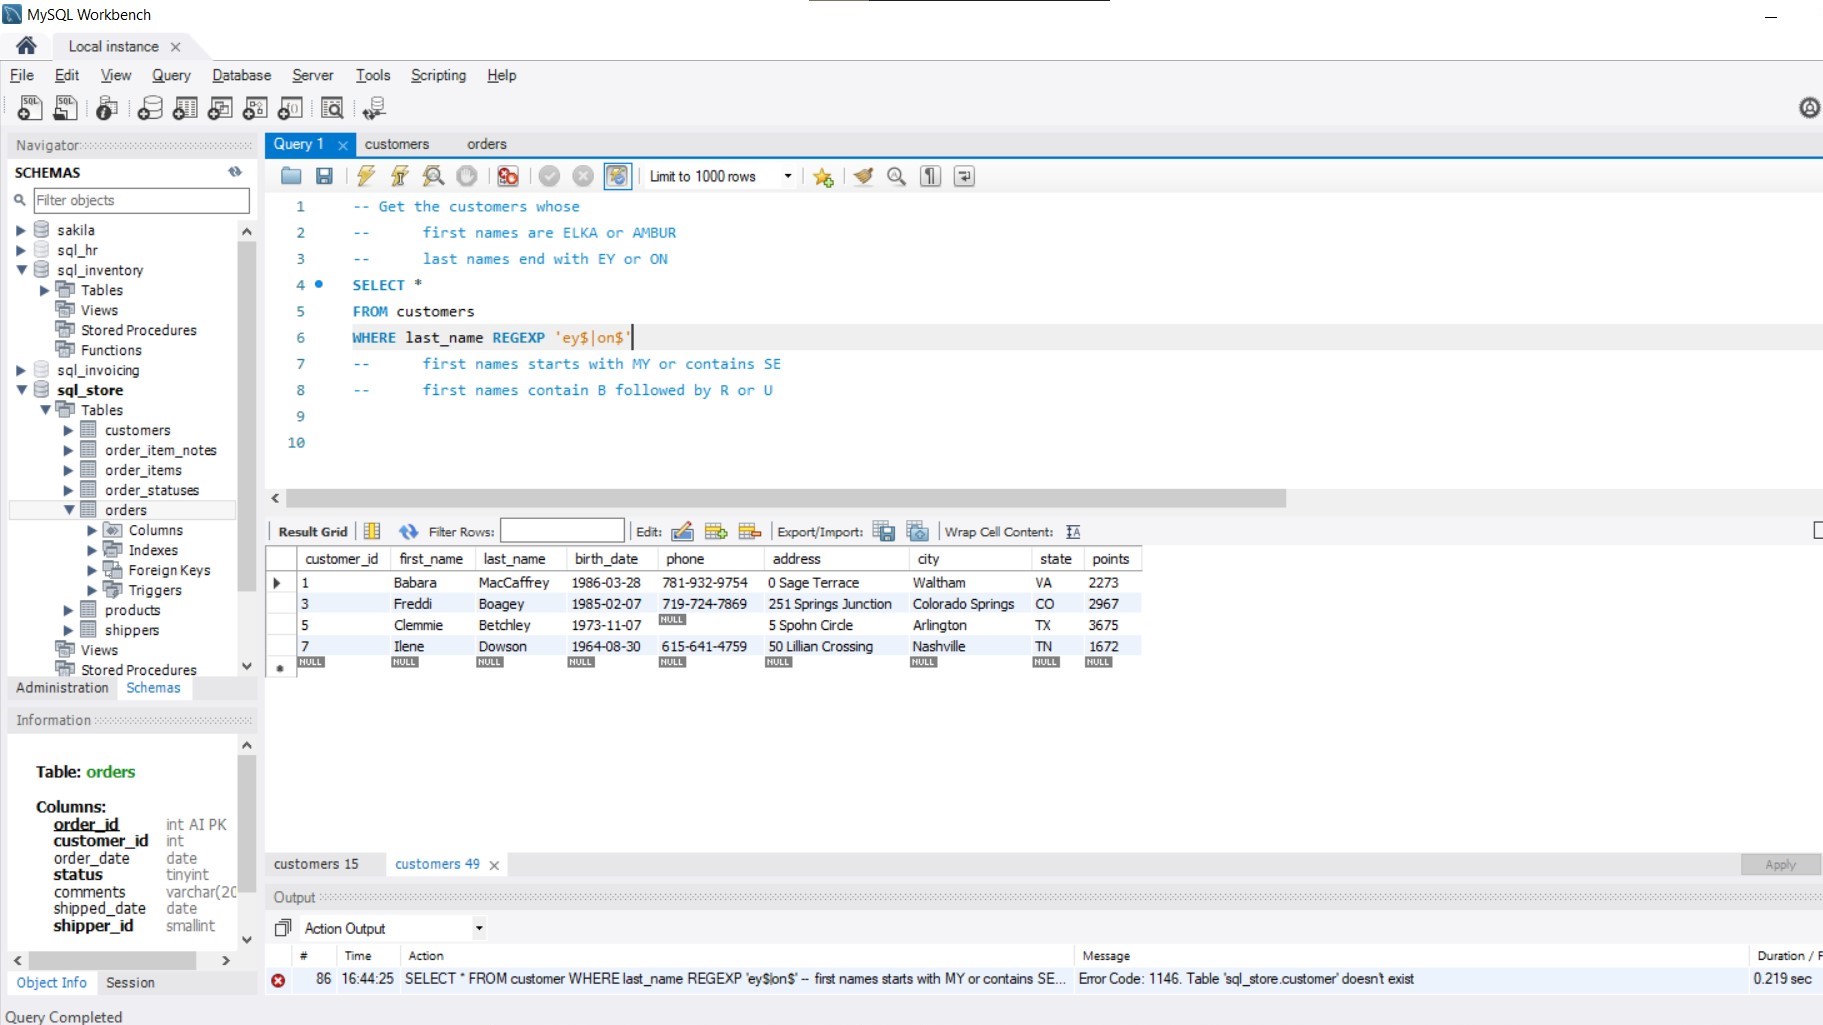 MySQL Workbench
Local instance
File Edit View Query Database Server Tools Scripting Help
Navigator
SCHEMAS
Filter objects
sakila
sql_hr
sql_inventory
Tables
Views
Stored Procedures
Functions
sql_invoicing
sql_store
Tables
customers
order_item_notes
order_items
order_statuses
orders
Columns
Indexes
Foreign Keys
Triggers
products
shippers
Views
Stored Procedures
Administration Schemas
Information
Table: orders
Columns:
order_id int AI PK
customer_id int
order_date date
status tinyint
comments varchar(20
shipped_date date
shipper_id smallint
Object Info Session
Query Completed
Query 1 customers orders
Limit to 1000 rows
1 -- Get the customers whose
2 -- first names are ELKA or AMBUR
3 -- last names end with EY or ON
4 SELECT *
5 FROM customers
6 WHERE last_name REGEXP 'ey$|on$'
7 -- first names starts with MY or contains SE
8 -- first names contain B followed by R or U
9
10
Result Grid Filter Rows: Edit: Export/Import: Wrap Cell Content:
customer_id first_name last_name birth_date phone address city state points
1 Babara MacCaffrey 1986-03-28 781-932-9754 0 Sage Terrace Waltham VA 2273
3 Freddi Boagey 1985-02-07 719-724-7869 251 Springs Junction Colorado Springs CO 2967
5 Clemmie Betchley 1973-11-07 NULL 5 Spohn Circle Arlington TX 3675
7 Ilene Dowson 1964-08-30 615-641-4759 50 Lillian Crossing Nashville TN 1672
NULL NULL NULL NULL NULL NULL NULL NULL NULL
customers 15 customers 49 Apply
Output
Action Output
# Time Action Message Duration / F
86 16:44:25 SELECT * FROM customer WHERE last_name REGEXP 'ey$|on$' -- first names starts with MY or contains SE... Error Code: 1146. Table 'sql_store.customer' doesn't exist 0.219 sec